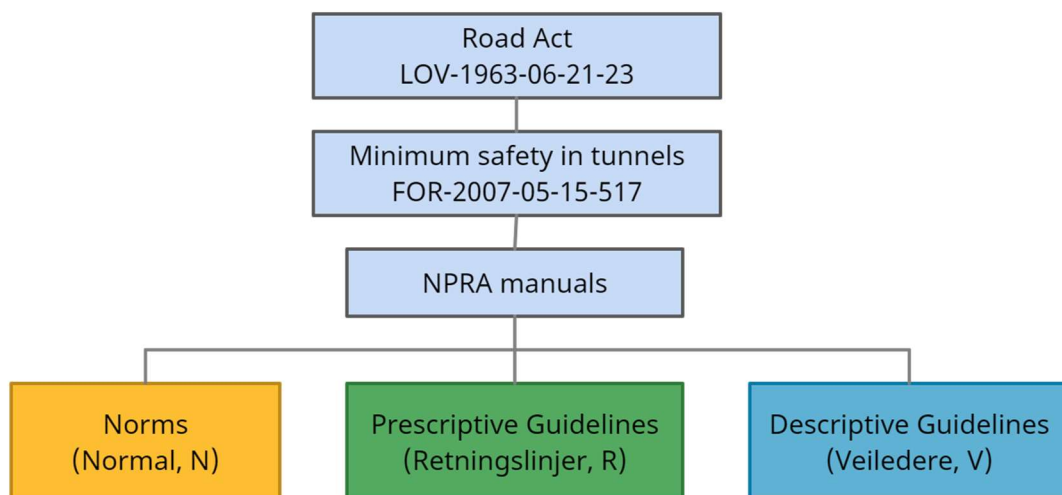 Road Act
LOV-1963-06-21-23
Minimum safety in tunnels
FOR-2007-05-15-517
NPRA manuals
Norms
(Normal, N)
Prescriptive Guidelines
(Retningslinjer, R)
Descriptive Guidelines
(Veiledere, V)